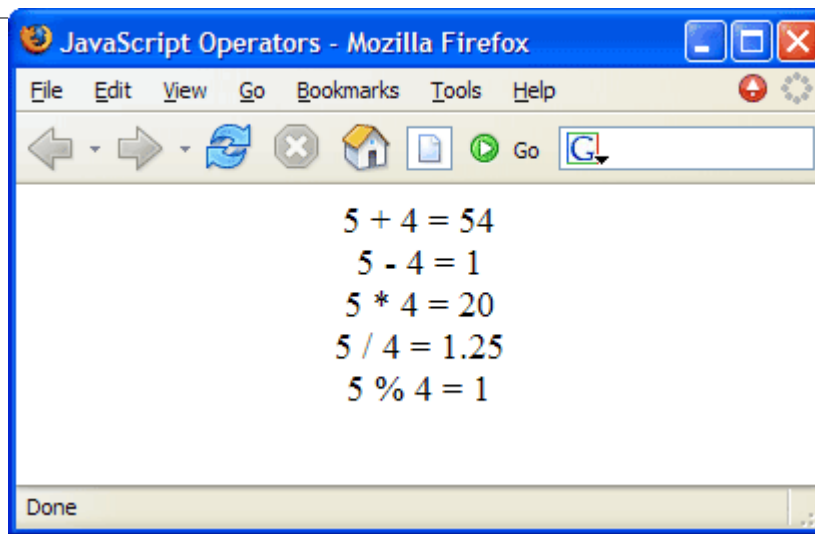 JavaScript Operators - Mozilla Firefox
File Edit View Go Bookmarks Tools Help
Go G
5 + 4 = 54
5 - 4 = 1
5 * 4 = 20
5 / 4 = 1.25
5 % 4 = 1
Done